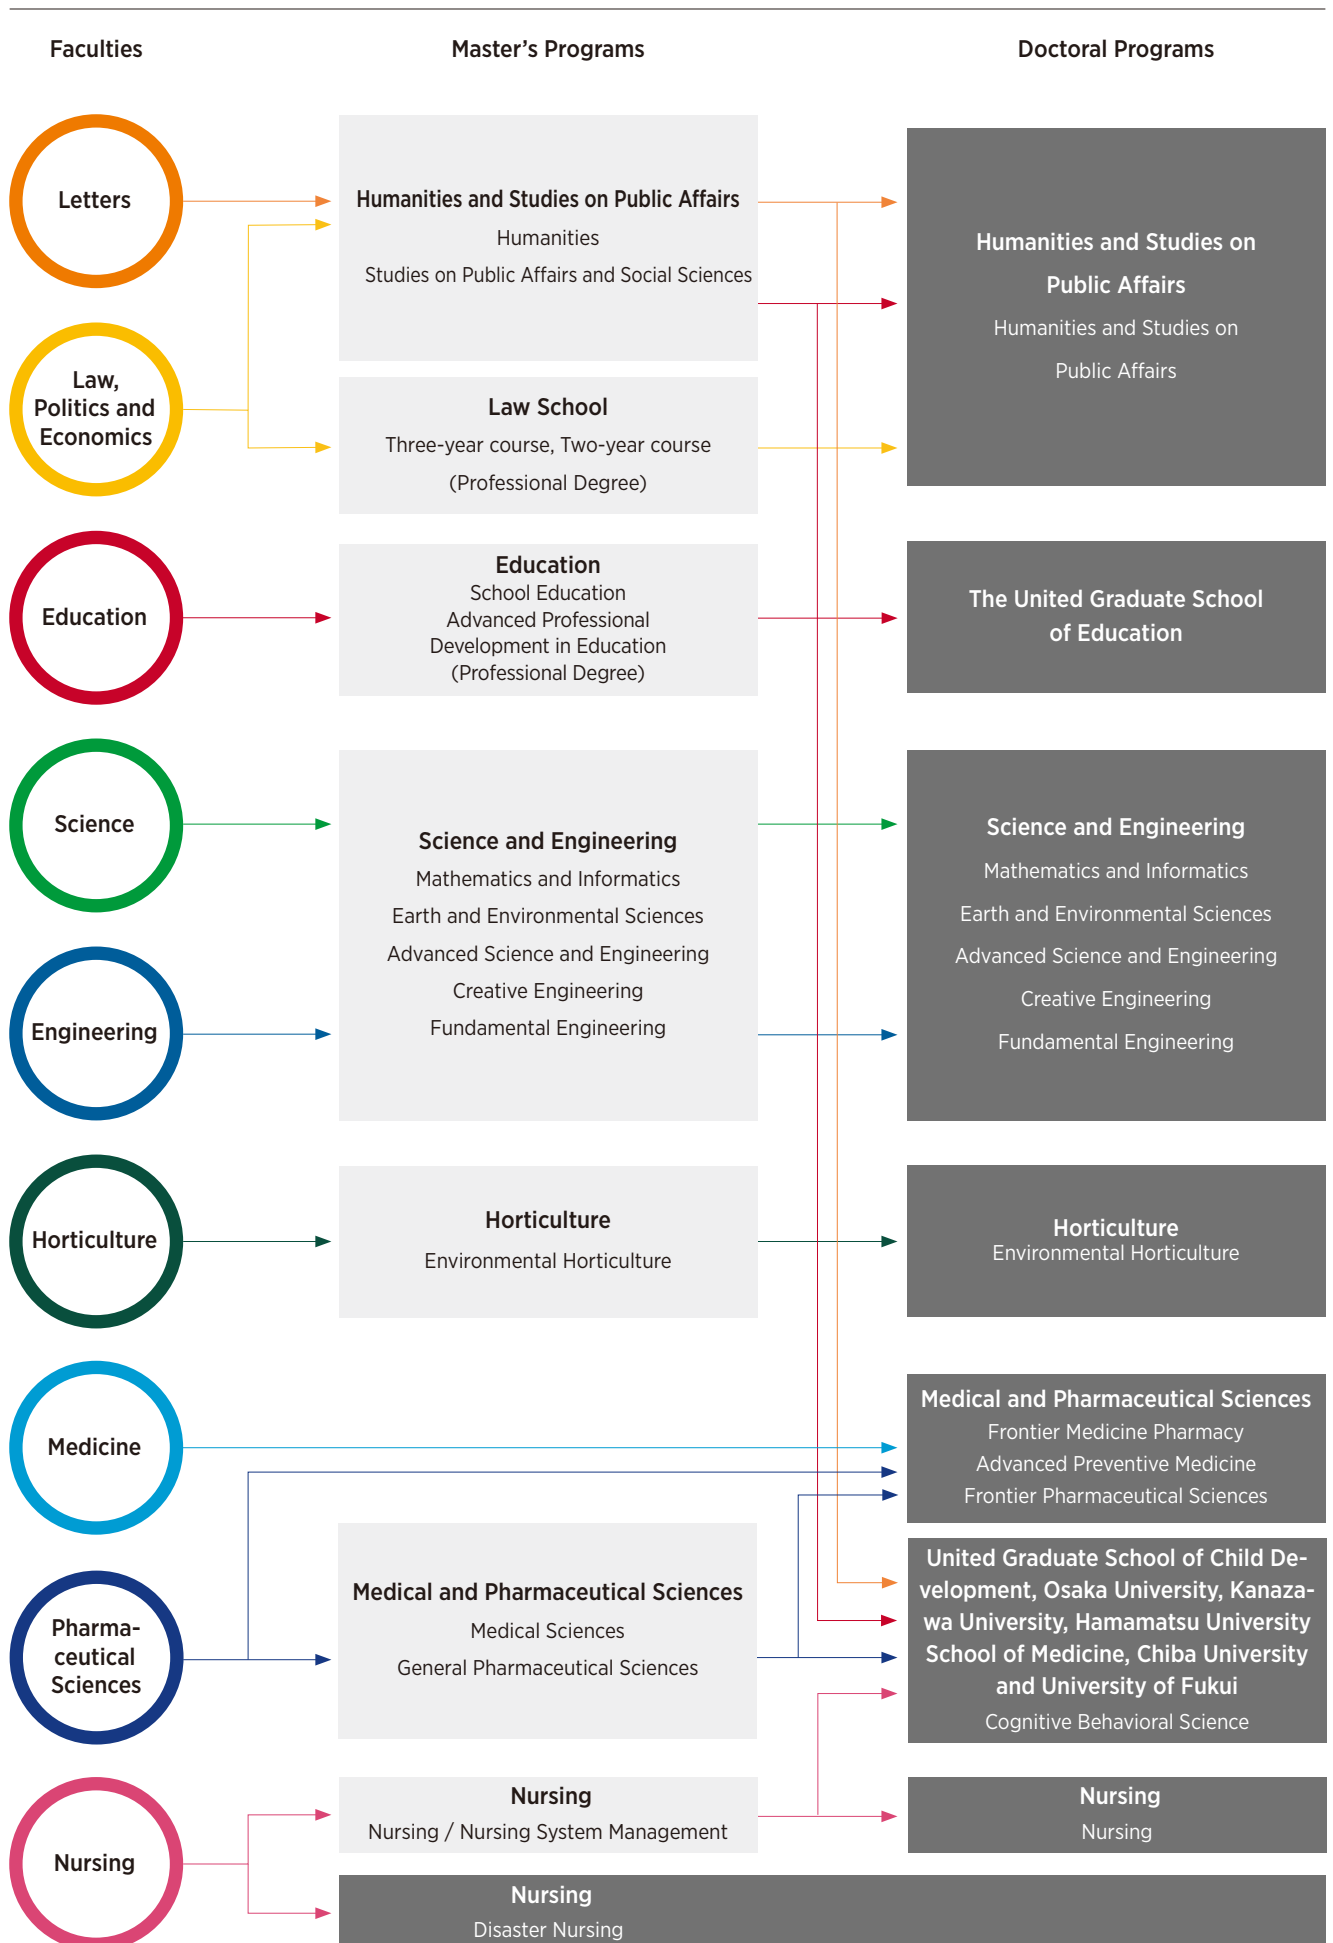 Faculties
Master's Programs
Doctoral Programs
Letters
Law,
Politics and
Economics
Education
Science
Engineering
Horticulture
Medicine
Pharma-
ceutical
Sciences
Nursing
Humanities and Studies on Public Affairs
Humanities
Studies on Public Affairs and Social Sciences
Law School
Three-year course, Two-year course
(Professional Degree)
Education
School Education
Advanced Professional
Development in Education
(Professional Degree)
Science and Engineering
Mathematics and Informatics
Earth and Environmental Sciences
Advanced Science and Engineering
Creative Engineering
Fundamental Engineering
Horticulture
Environmental Horticulture
Medical and Pharmaceutical Sciences
Medical Sciences
General Pharmaceutical Sciences
Nursing
Nursing / Nursing System Management
Nursing
Disaster Nursing
Humanities and Studies on
Public Affairs
Humanities and Studies on
Public Affairs
The United Graduate School
of Education
Science and Engineering
Mathematics and Informatics
Earth and Environmental Sciences
Advanced Science and Engineering
Creative Engineering
Fundamental Engineering
Horticulture
Environmental Horticulture
Medical and Pharmaceutical Sciences
Frontier Medicine Pharmacy
Advanced Preventive Medicine
Frontier Pharmaceutical Sciences
United Graduate School of Child De-
velopment, Osaka University, Kanaza-
wa University, Hamamatsu University
School of Medicine, Chiba University
and University of Fukui
Cognitive Behavioral Science
Nursing
Nursing